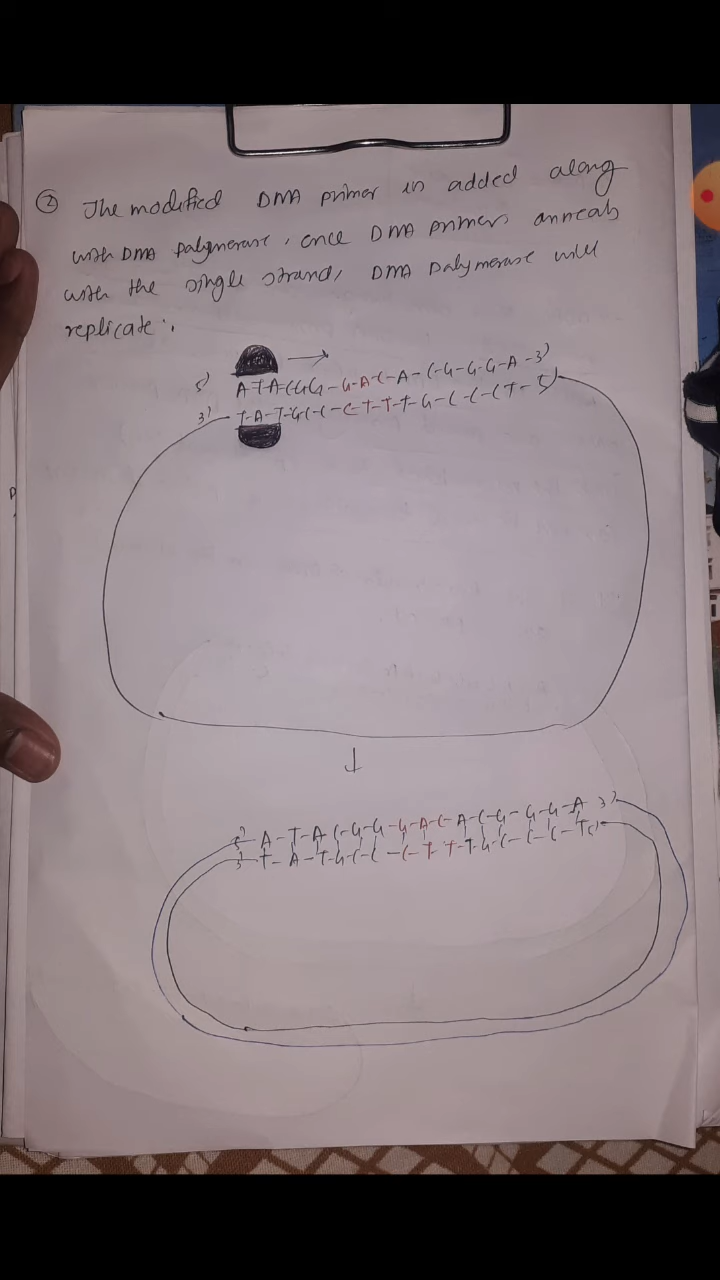 ② The modified DNA primer is added along
with DNA polymerase, once DNA primers anneals
with the single strand, DNA polymerase will
replicate.
5' A-T-A-C-G-G-G-A-C-A-C-G-G-G-A-3'
3' T-A-T-G-C-C-C-T-T-T-G-C-C-C-T-5'
5' A-T-A-C-G-G-G-A-C-A-C-G-G-G-A 3'
3' T-A-T-G-C-C-C-T-T-T-G-C-C-C-T 5'